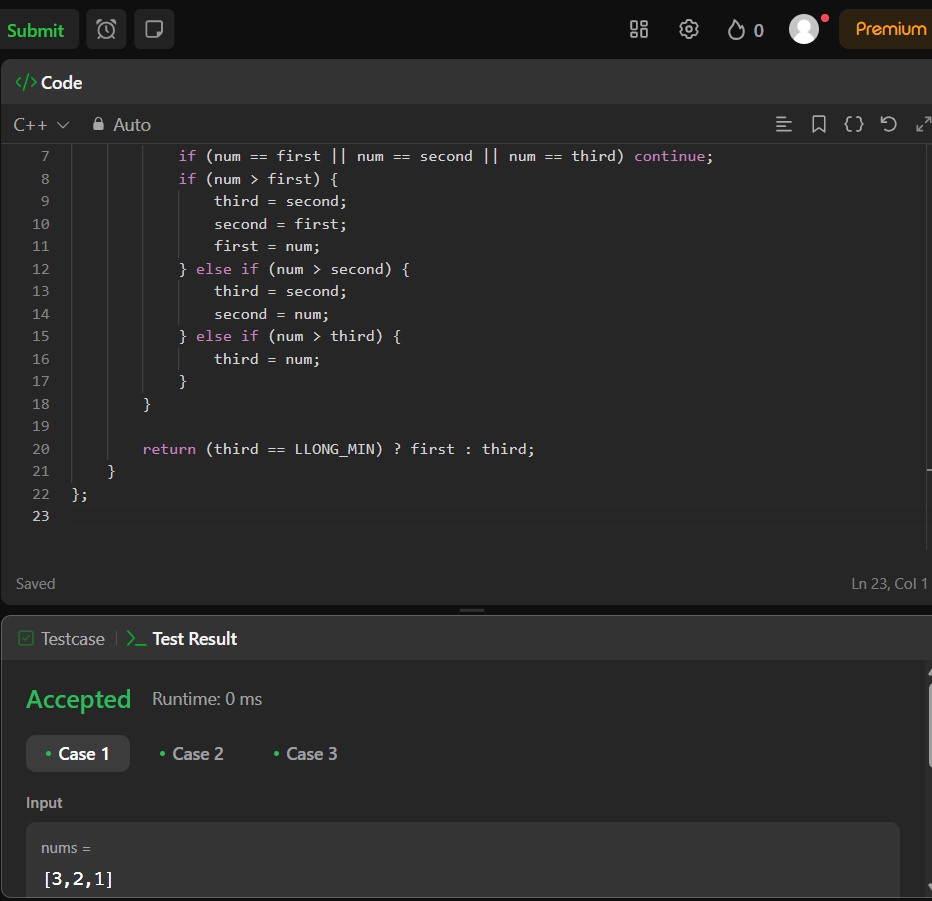 Submit
0
Premium
</> Code
C++
Auto
7 if (num == first || num == second || num == third) continue;
8 if (num > first) {
9 third = second;
10 second = first;
11 first = num;
12 } else if (num > second) {
13 third = second;
14 second = num;
15 } else if (num > third) {
16 third = num;
17 }
18 }
19
20 return (third == LLONG_MIN) ? first : third;
21 }
22 };
23
Saved
Ln 23, Col 1
Testcase
>_ Test Result
Accepted Runtime: 0 ms
• Case 1 • Case 2 • Case 3
Input
nums =
[3,2,1]